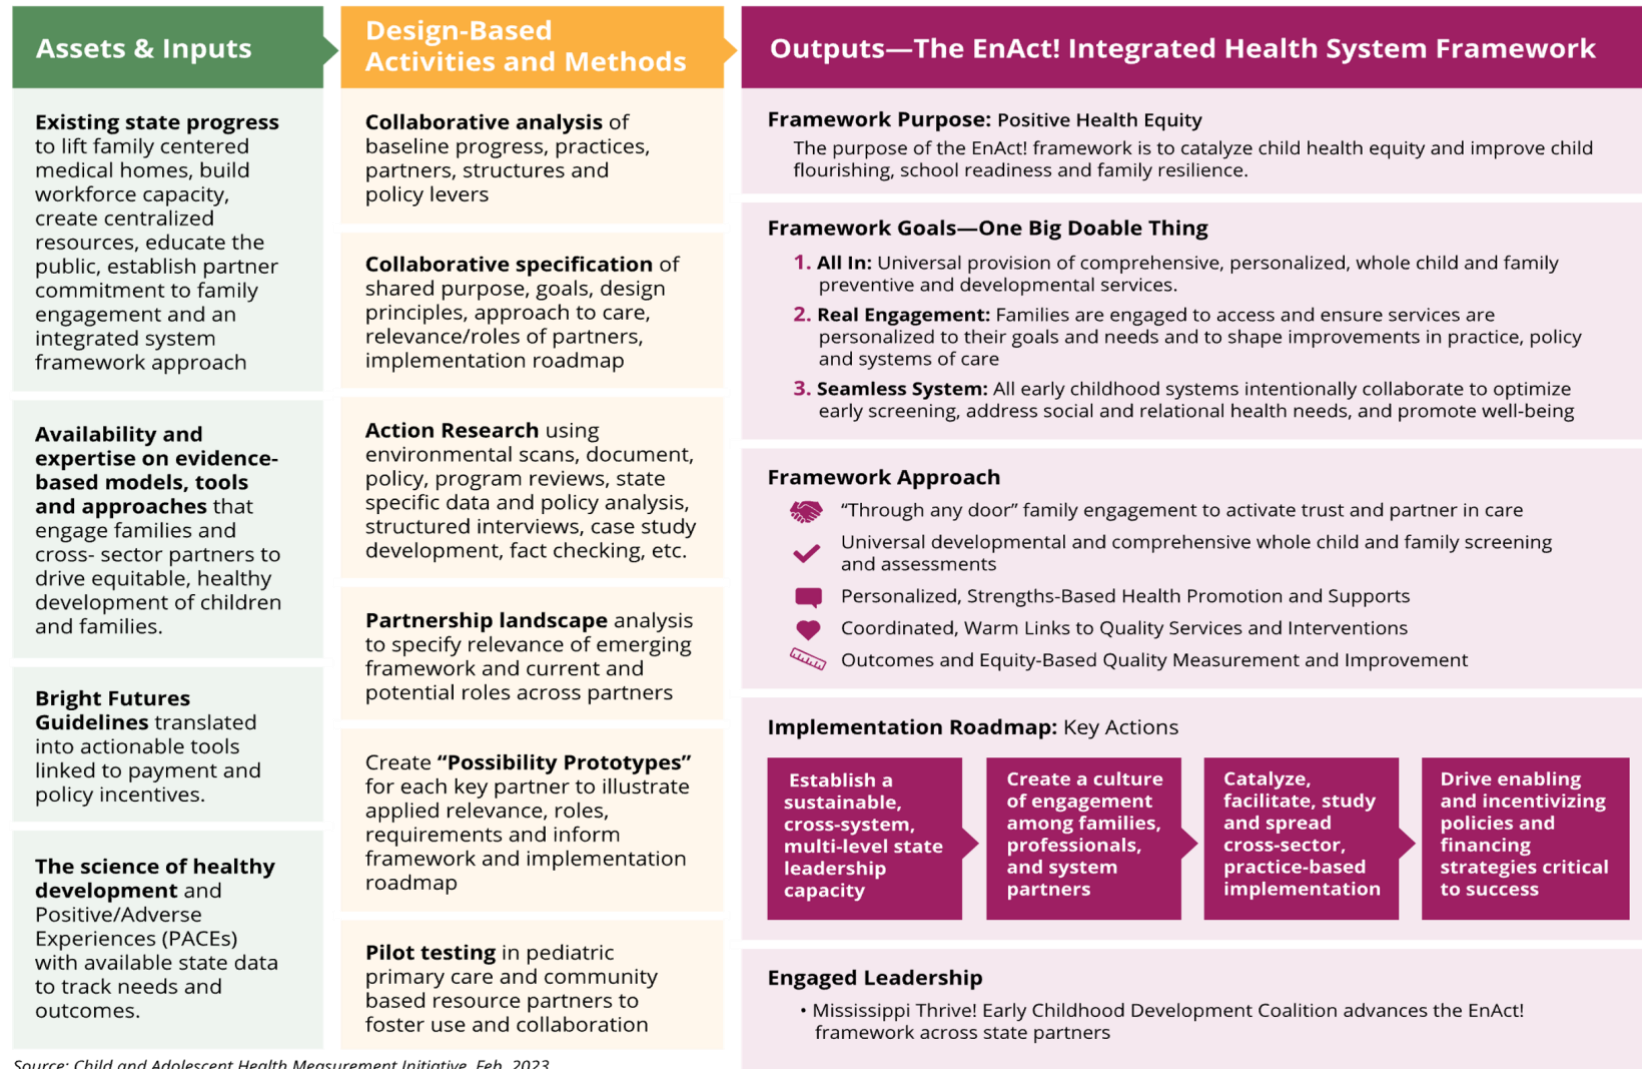 Assets & Inputs
Existing state progress
to lift family centered
medical homes, build
workforce capacity,
create centralized
resources, educate the
public, establish partner
commitment to family
engagement and an
integrated system
framework approach
Availability and
expertise on evidence-
based models, tools
and approaches that
engage families and
cross- sector partners to
drive equitable, healthy
development of children
and families.
Bright Futures
Guidelines translated
into actionable tools
linked to payment and
policy incentives.
The science of healthy
development and
Positive/Adverse
Experiences (PACEs)
with available state data
to track needs and
outcomes.
Design-Based
Activities and Methods
Collaborative analysis of
baseline progress, practices,
partners, structures and
policy levers
Collaborative specification of
shared purpose, goals, design
principles, approach to care,
relevance/roles of partners,
implementation roadmap
Action Research using
environmental scans, document,
policy, program reviews, state
specific data and policy analysis,
structured interviews, case study
development, fact checking, etc.
Partnership landscape analysis
to specify relevance of emerging
framework and current and
potential roles across partners
Create “Possibility Prototypes”
for each key partner to illustrate
applied relevance, roles,
requirements and inform
framework and implementation
roadmap
Pilot testing in pediatric
primary care and community
based resource partners to
foster use and collaboration
Outputs—The EnAct! Integrated Health System Framework
Framework Purpose: Positive Health Equity
The purpose of the EnAct! framework is to catalyze child health equity and improve child
flourishing, school readiness and family resilience.
Framework Goals—One Big Doable Thing
1. All In: Universal provision of comprehensive, personalized, whole child and family
preventive and developmental services.
2. Real Engagement: Families are engaged to access and ensure services are
personalized to their goals and needs and to shape improvements in practice, policy
and systems of care
3. Seamless System: All early childhood systems intentionally collaborate to optimize
early screening, address social and relational health needs, and promote well-being
Framework Approach
“Through any door” family engagement to activate trust and partner in care
Universal developmental and comprehensive whole child and family screening
and assessments
Personalized, Strengths-Based Health Promotion and Supports
Coordinated, Warm Links to Quality Services and Interventions
Outcomes and Equity-Based Quality Measurement and Improvement
Implementation Roadmap: Key Actions
Establish a
sustainable,
cross-system,
multi-level state
leadership
capacity
Create a culture
of engagement
among families,
professionals,
and system
partners
Catalyze,
facilitate, study
and spread
cross-sector,
practice-based
implementation
Drive enabling
and incentivizing
policies and
financing
strategies critical
to success
Engaged Leadership
• Mississippi Thrive! Early Childhood Development Coalition advances the EnAct!
framework across state partners
Source: Child and Adolescent Health Measurement Initiative, Feb. 2023